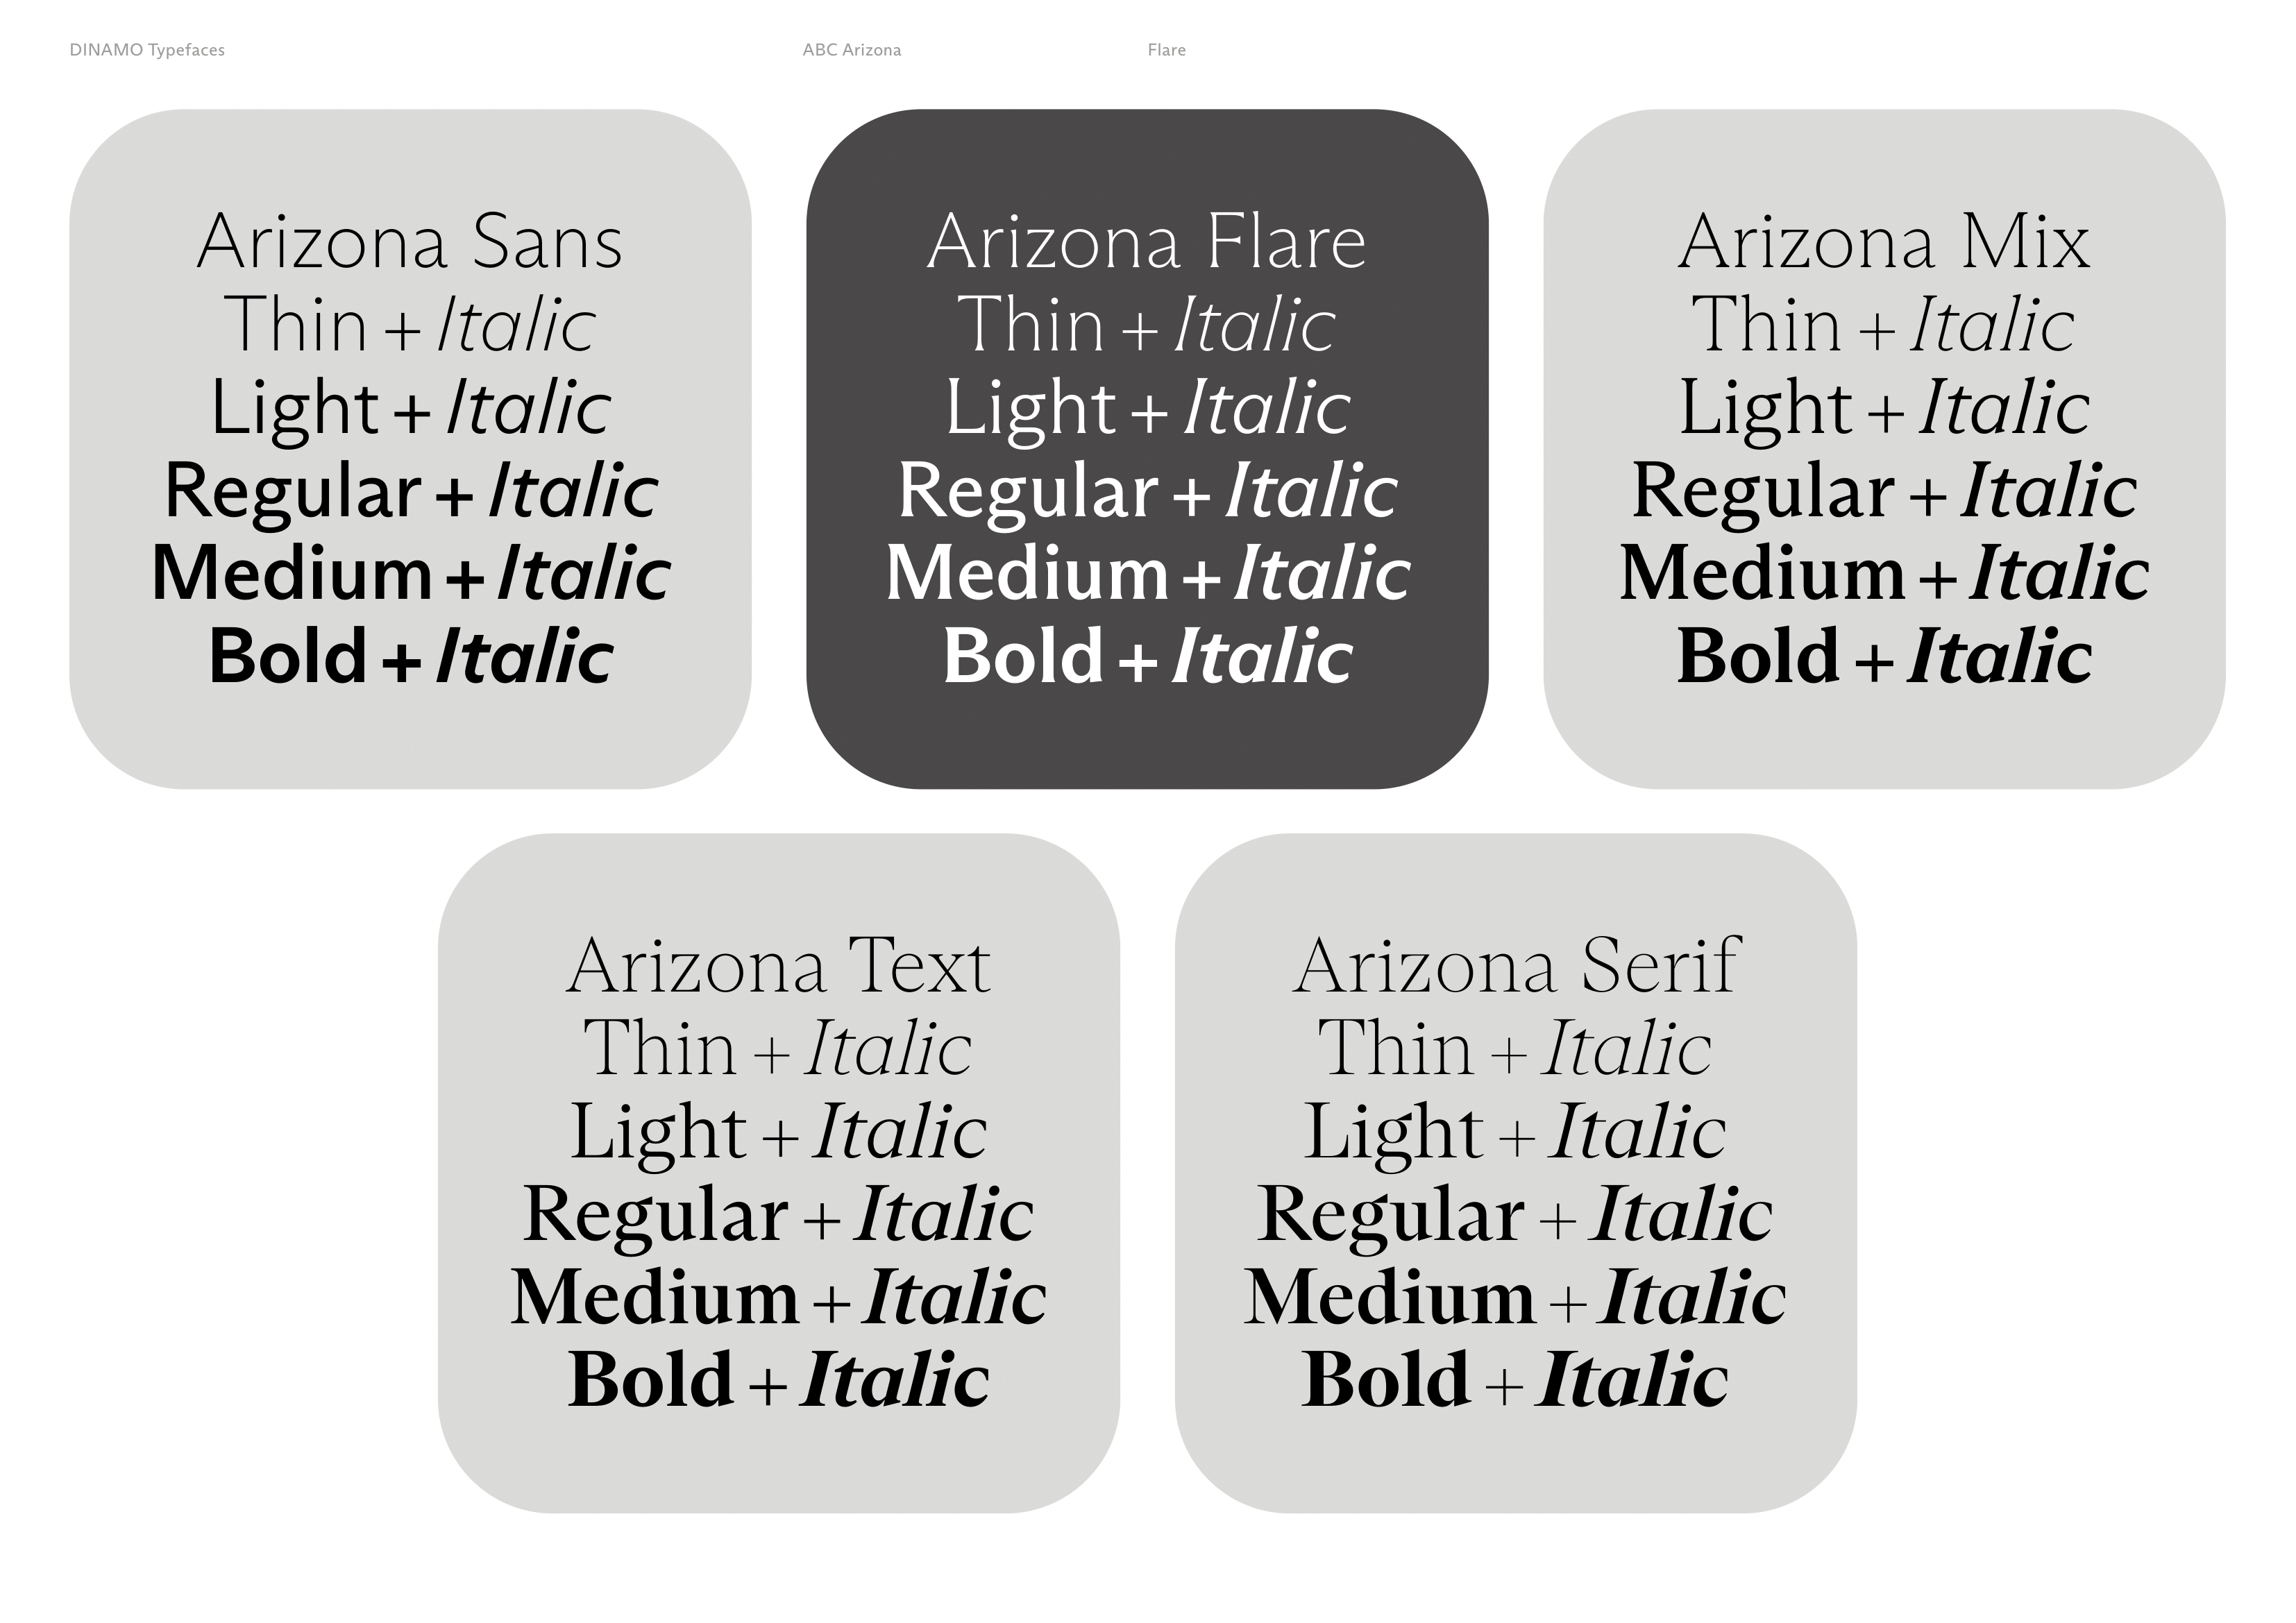 DINAMO Typefaces
ABC Arizona
Flare
Arizona Sans
Thin + Italic
Light + Italic
Regular + Italic
Medium + Italic
Bold + Italic
Arizona Flare
Thin + Italic
Light + Italic
Regular + Italic
Medium + Italic
Bold + Italic
Arizona Mix
Thin + Italic
Light + Italic
Regular + Italic
Medium + Italic
Bold + Italic
Arizona Text
Thin + Italic
Light + Italic
Regular + Italic
Medium + Italic
Bold + Italic
Arizona Serif
Thin + Italic
Light + Italic
Regular + Italic
Medium + Italic
Bold + Italic